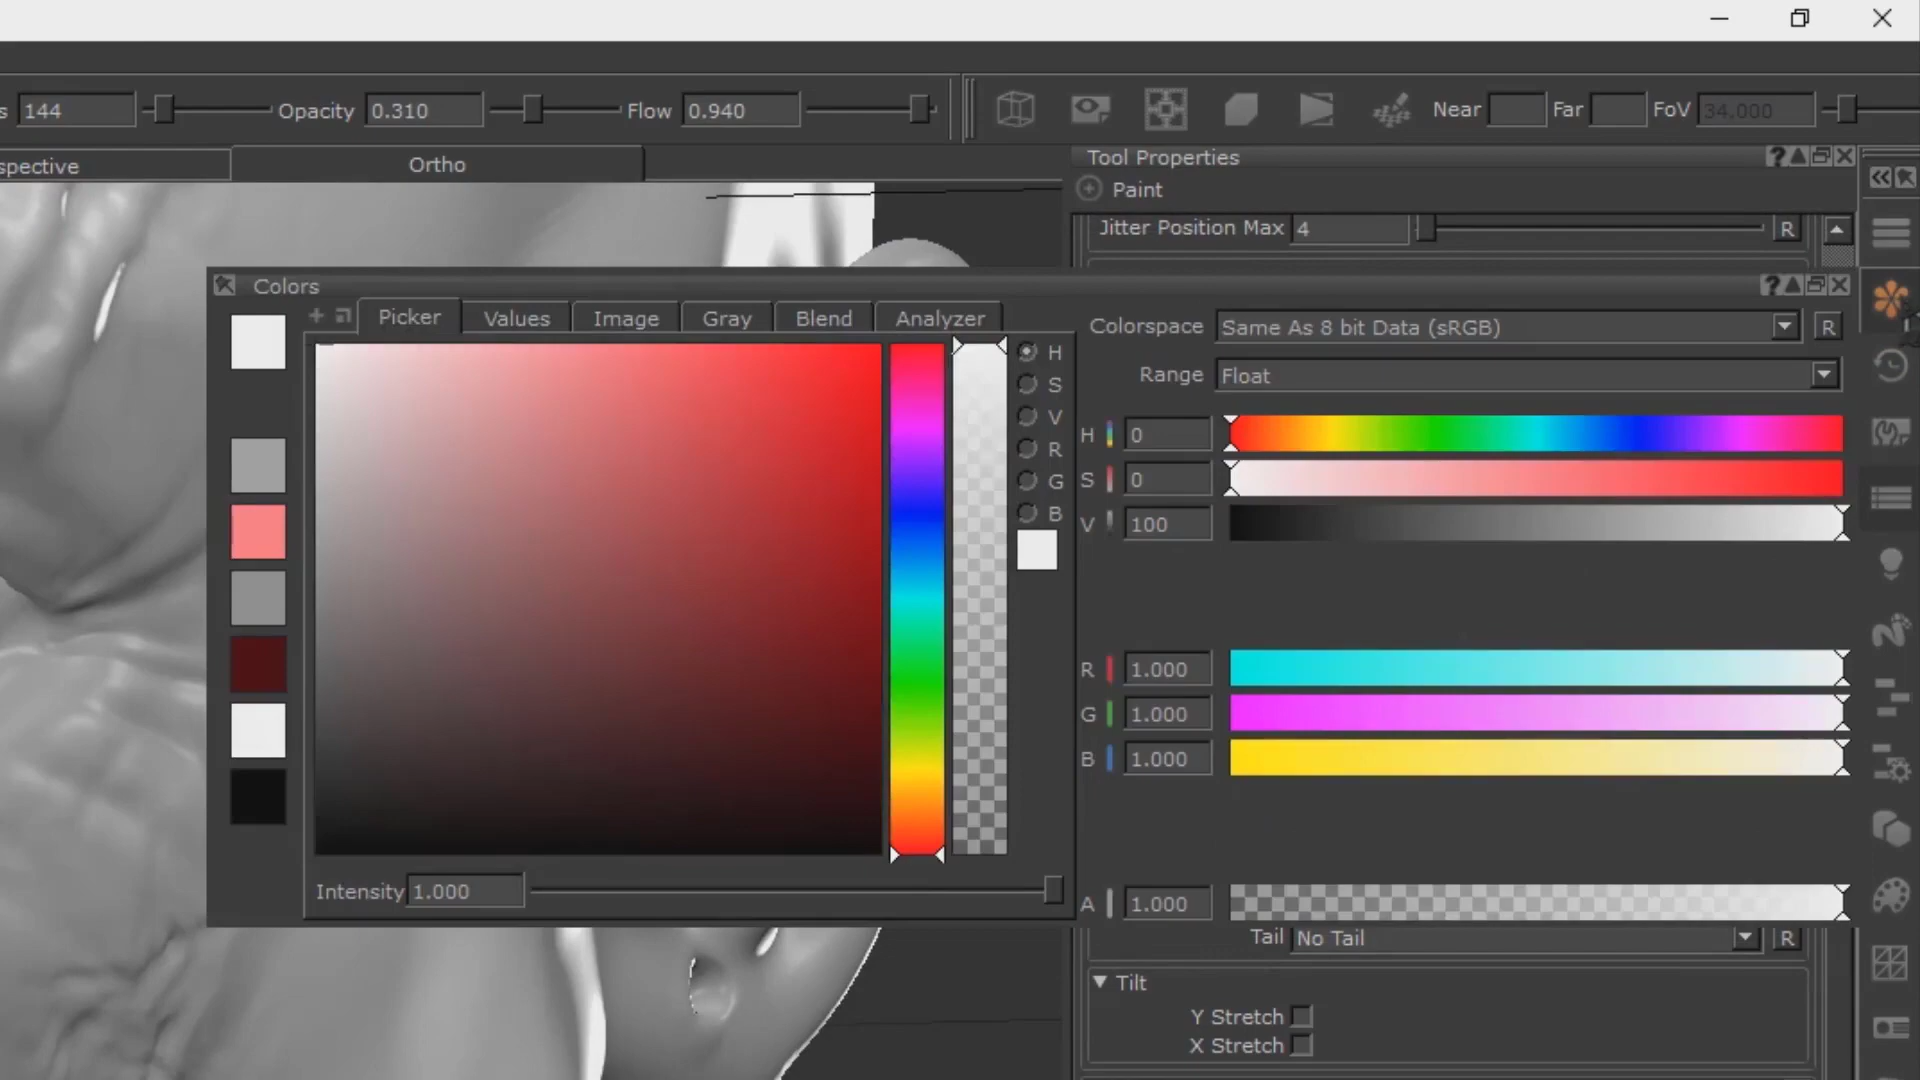 s 144 Opacity 0.310 Flow 0.940 Near Far FoV 34.000
spective Ortho
Tool Properties
Paint
Jitter Position Max 4 R
Colors
Picker Values Image Gray Blend Analyzer
Colorspace Same As 8 bit Data (sRGB) R
Range Float
H
S
V
R
G
B
H 0
S 0
V 100
R 1.000
G 1.000
B 1.000
A 1.000
Intensity 1.000
Tail No Tail R
Tilt
Y Stretch
X Stretch